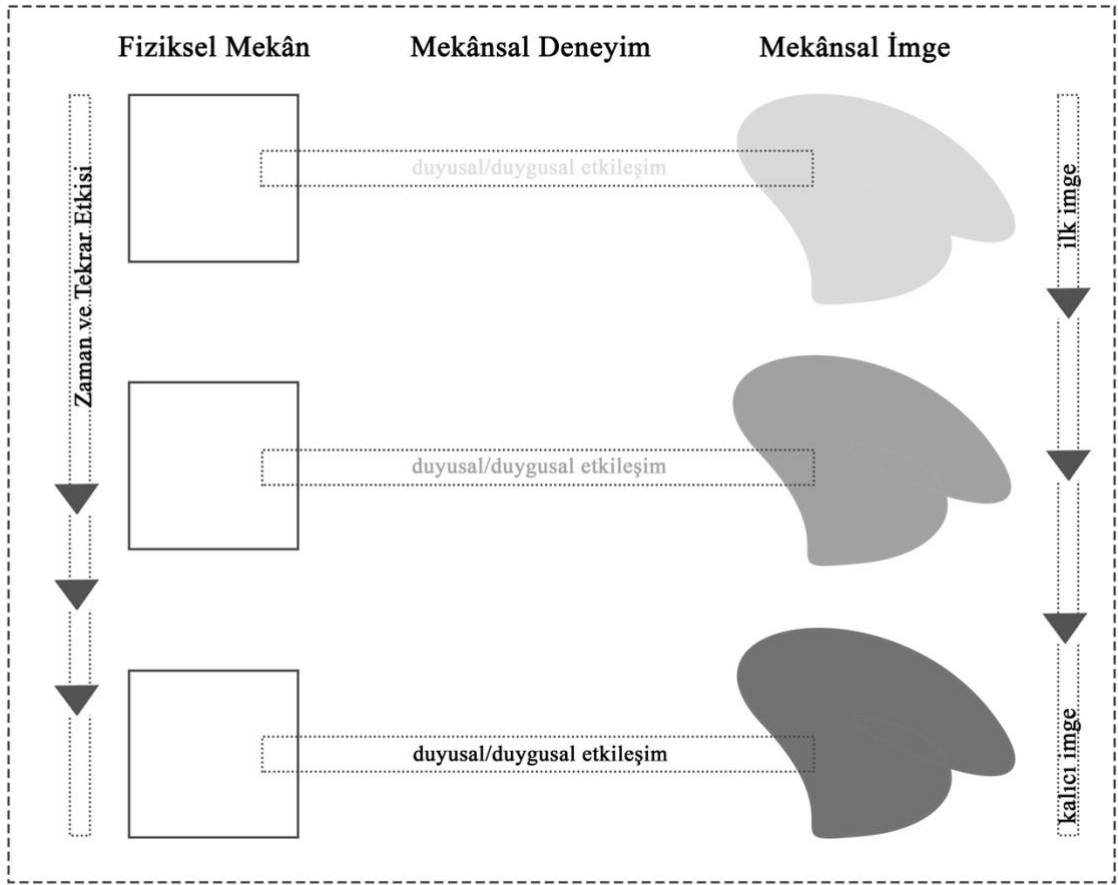 Fiziksel Mekân
Mekânsal Deneyim
Mekânsal İmge
Zaman ve Tekrar Etkisi
duyusal/duygusal etkileşim
ilk imge
duyusal/duygusal etkileşim
duyusal/duygusal etkileşim
kalıcı imge